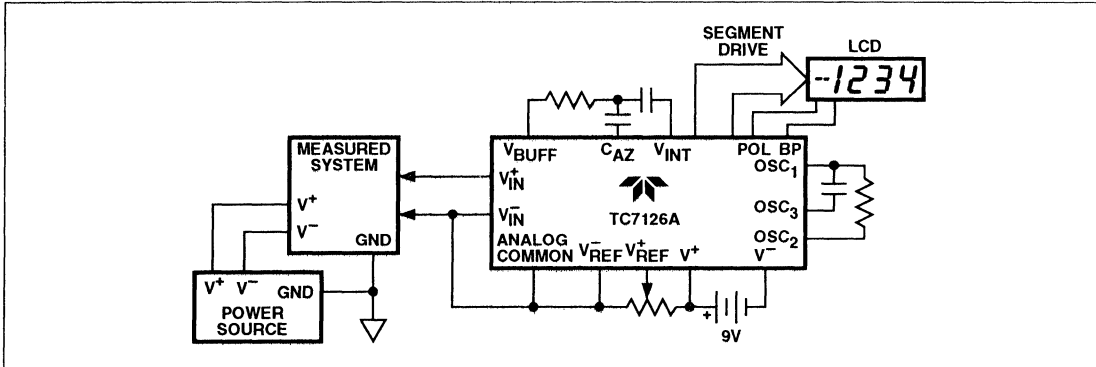 SEGMENT
DRIVE
LCD
--1234
MEASURED
SYSTEM
V+
V−
GND
V+ V− GND
POWER
SOURCE
VBUFF CAZ VINT POL BP
V+IN
V−IN
TC7126A
OSC1
OSC3
OSC2
ANALOG
COMMON
V−REF V+REF V+ V−
+
9V